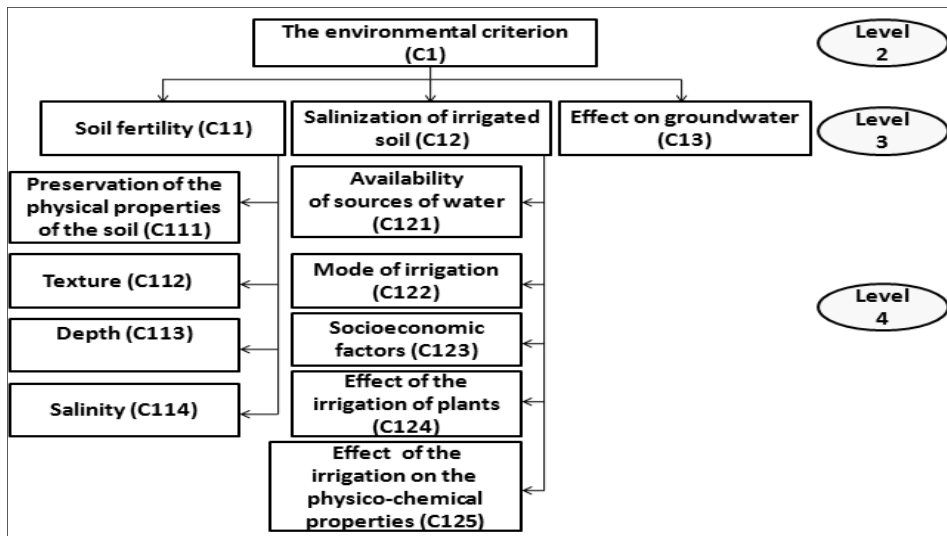 The environmental criterion
(C1)
Level
2
Soil fertility (C11)
Salinization of irrigated
soil (C12)
Effect on groundwater
(C13)
Level
3
Preservation of the
physical properties
of the soil (C111)
Texture (C112)
Depth (C113)
Salinity (C114)
Availability
of sources of water
(C121)
Mode of irrigation
(C122)
Socioeconomic
factors (C123)
Effect of the
irrigation of plants
(C124)
Effect of the
irrigation on the
physico-chemical
properties (C125)
Level
4